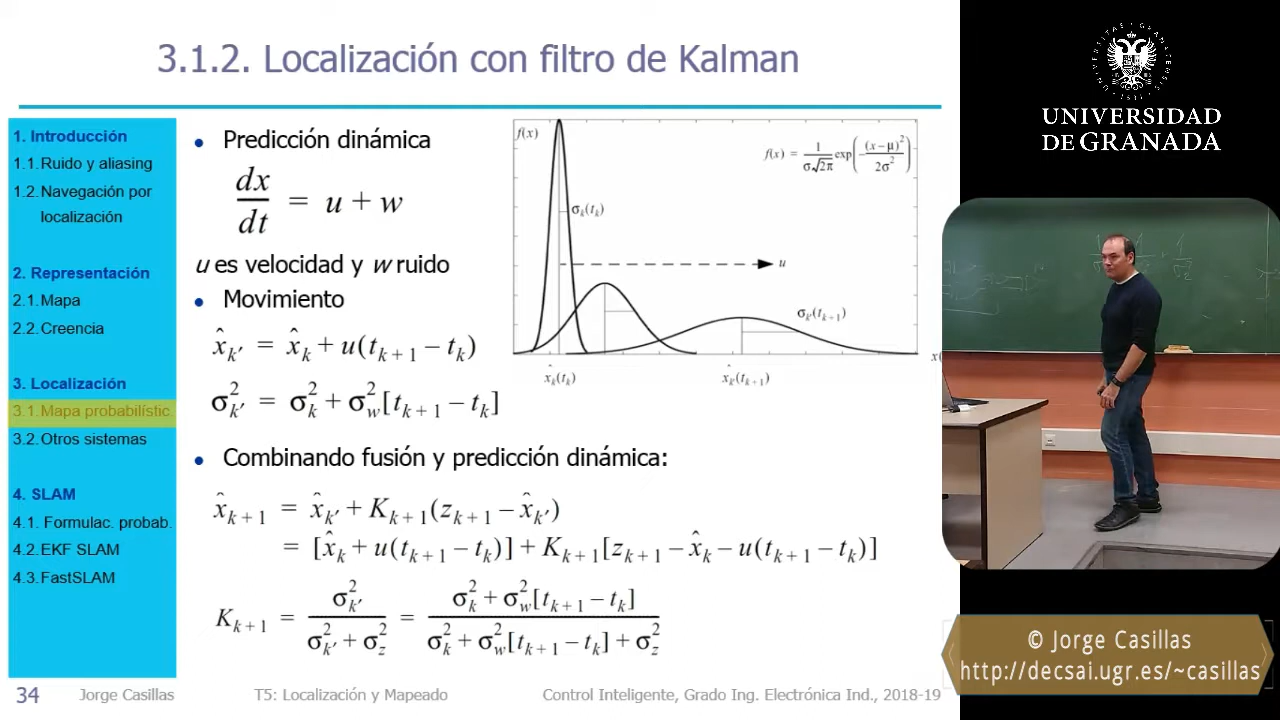 3.1.2. Localización con filtro de Kalman
1. Introducción
1.1. Ruido y aliasing
1.2. Navegación por
localización
2. Representación
2.1. Mapa
2.2. Creencia
3. Localización
3.1. Mapa probabilístic.
3.2. Otros sistemas
4. SLAM
4.1. Formulac. probab.
4.2. EKF SLAM
4.3. FastSLAM
• Predicción dinámica
dx/dt = u + w
u es velocidad y w ruido
• Movimiento
x̂ₖ′ = x̂ₖ + u(tₖ₊₁ − tₖ)
σ²ₖ′ = σ²ₖ + σ²_w[tₖ₊₁ − tₖ]
• Combinando fusión y predicción dinámica:
x̂ₖ₊₁ = x̂ₖ′ + Kₖ₊₁(zₖ₊₁ − x̂ₖ′)
= [x̂ₖ + u(tₖ₊₁ − tₖ)] + Kₖ₊₁[zₖ₊₁ − x̂ₖ − u(tₖ₊₁ − tₖ)]
Kₖ₊₁ = σ²ₖ′ / (σ²ₖ′ + σ²_z) = (σ²ₖ + σ²_w[tₖ₊₁ − tₖ]) / (σ²ₖ + σ²_w[tₖ₊₁ − tₖ] + σ²_z)
f(x)
f(x) = 1/(σ√2π) exp(−(x−μ)²/2σ²)
σₖ(tₖ)
u
σₖ′(tₖ₊₁)
x̂ₖ(tₖ)
x̂ₖ′(tₖ₊₁)
34
Jorge Casillas
T5: Localización y Mapeado
Control Inteligente, Grado Ing. Electrónica Ind., 2018-19
UNIVERSIDAD
DE GRANADA
© Jorge Casillas
http://decsai.ugr.es/~casillas